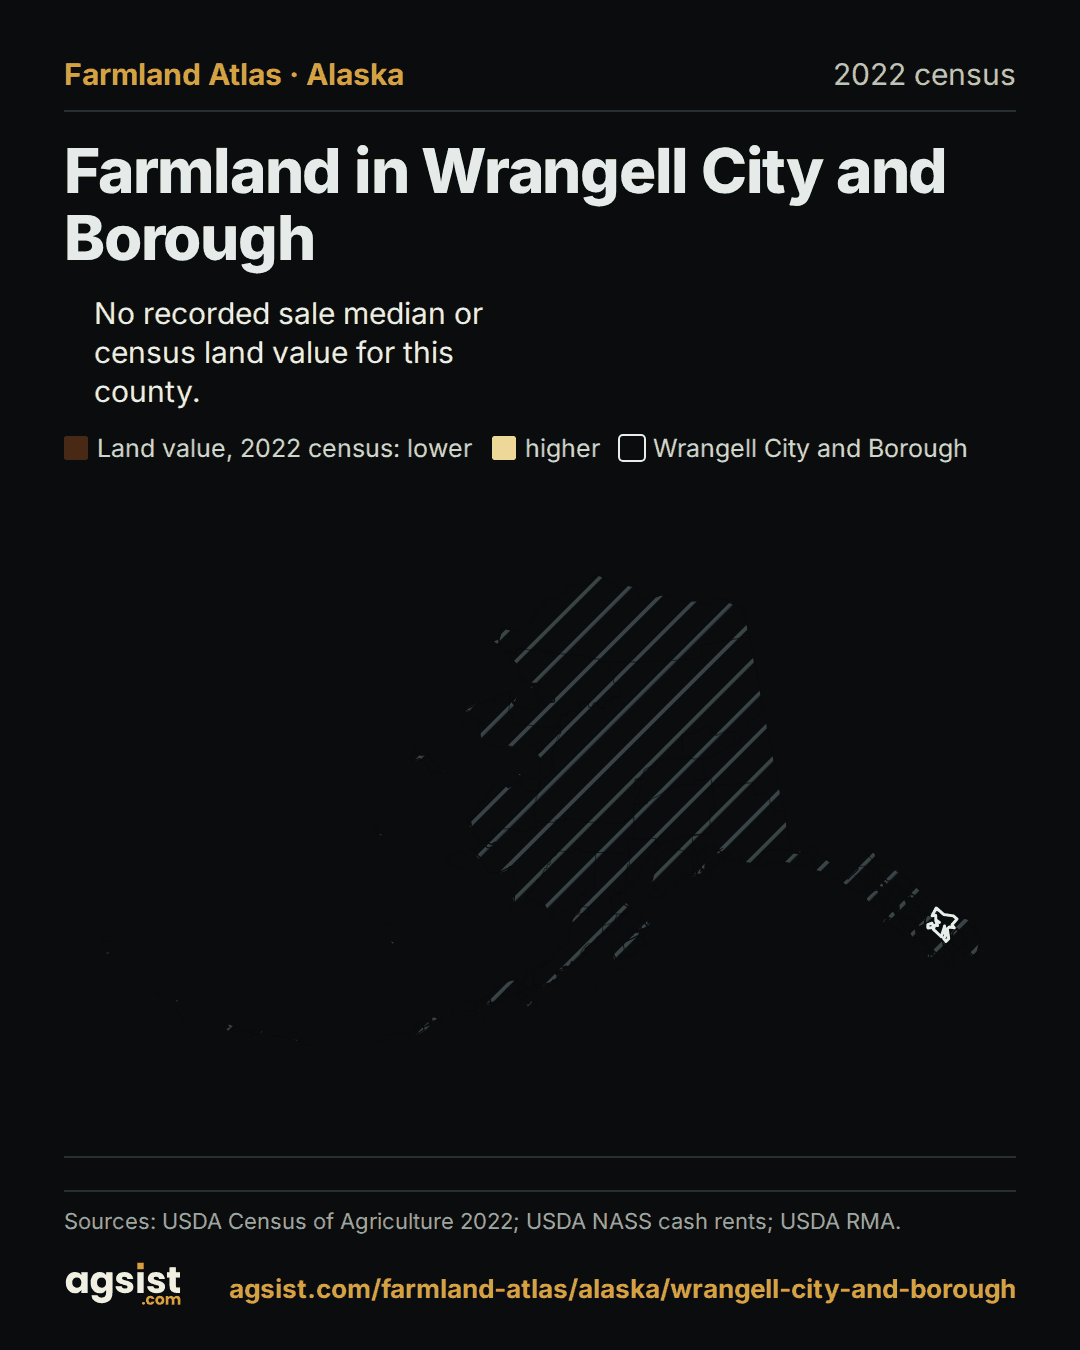 Farmland Atlas · Alaska
2022 census
Farmland in Wrangell City and
Borough
No recorded sale median or
census land value for this
county.
Land value, 2022 census: lower
higher
Wrangell City and Borough
Sources: USDA Census of Agriculture 2022; USDA NASS cash rents; USDA RMA.
agsist
.com
agsist.com/farmland-atlas/alaska/wrangell-city-and-borough